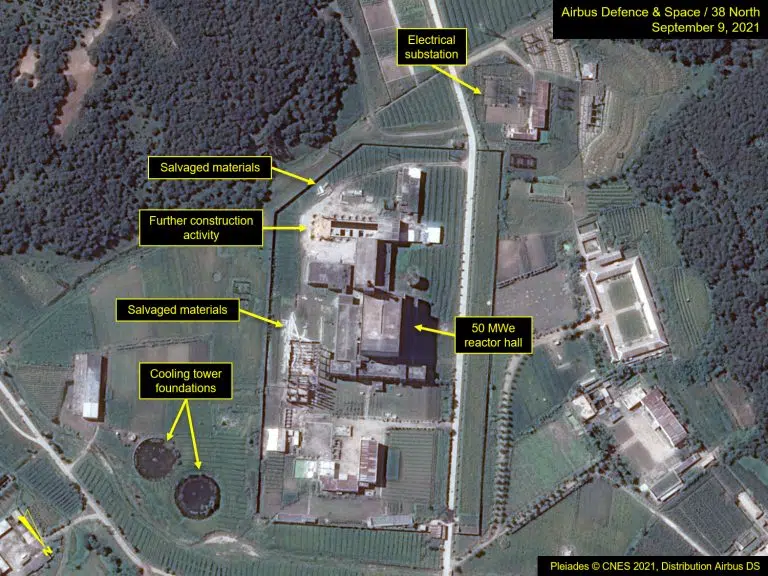 Airbus Defence & Space / 38 North
September 9, 2021
Electrical
substation
Salvaged materials
Further construction
activity
Salvaged materials
50 MWe
reactor hall
Cooling tower
foundations
Pleiades © CNES 2021, Distribution Airbus DS